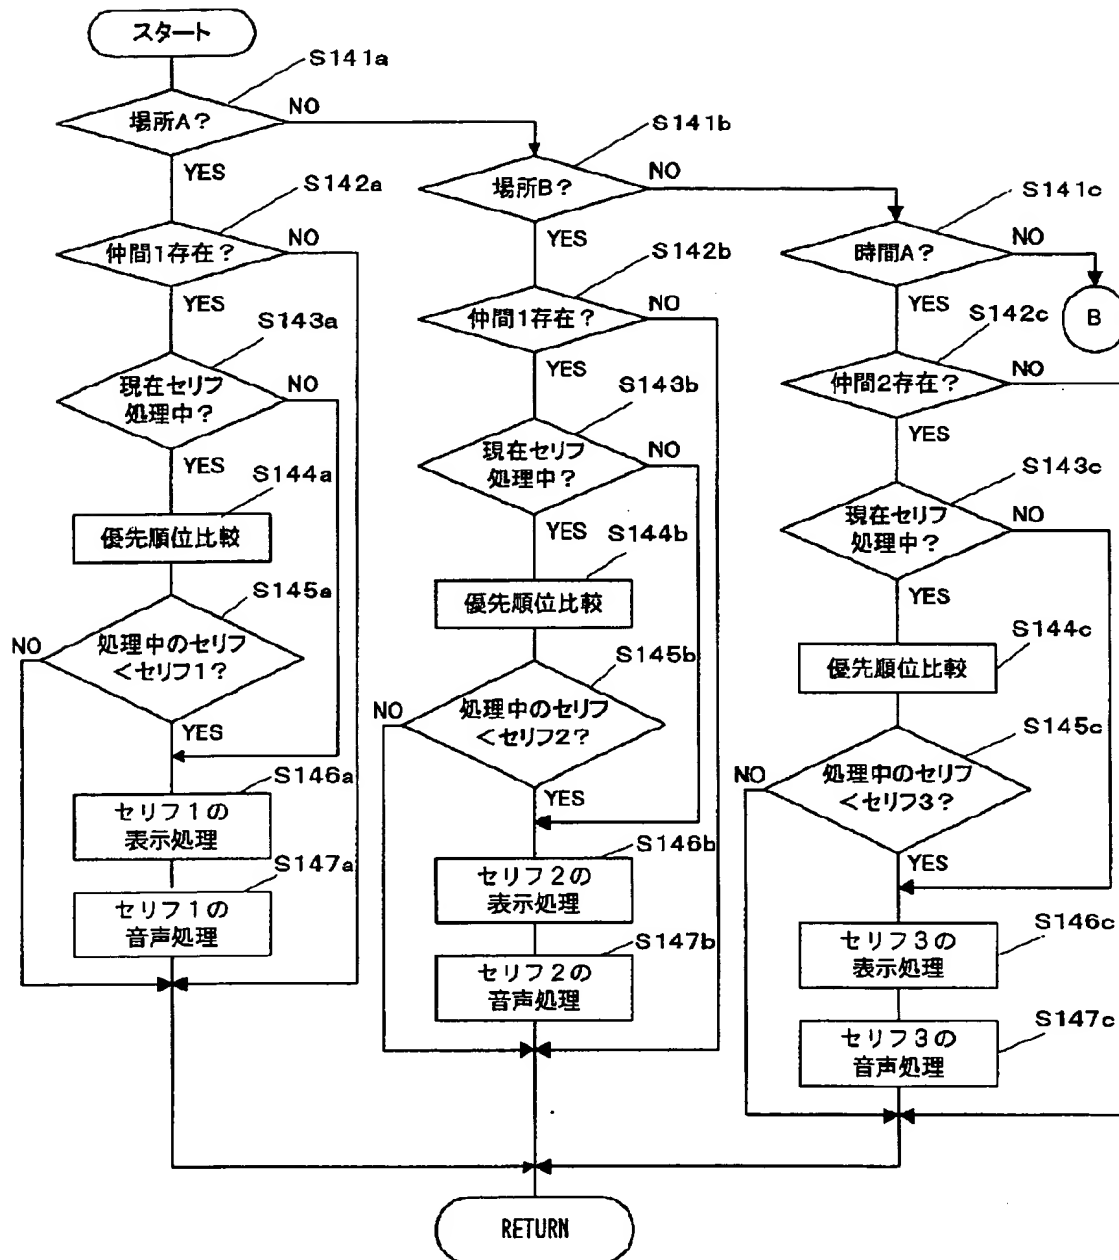 スタート
S141a
場所A?
NO
YES
S142a
仲間1存在?
NO
YES
S143a
現在セリフ
処理中?
NO
YES
S144a
優先順位比較
S145a
処理中のセリフ
<セリフ1?
NO
YES
S146a
セリフ1の
表示処理
S147a
セリフ1の
音声処理
S141b
場所B?
NO
YES
S142b
仲間1存在?
NO
YES
S143b
現在セリフ
処理中?
NO
YES
S144b
優先順位比較
S145b
処理中のセリフ
<セリフ2?
NO
YES
S146b
セリフ2の
表示処理
S147b
セリフ2の
音声処理
S141c
時間A?
NO
B
YES
S142c
仲間2存在?
NO
YES
S143c
現在セリフ
処理中?
NO
YES
S144c
優先順位比較
S145c
処理中のセリフ
<セリフ3?
NO
YES
S146c
セリフ3の
表示処理
S147c
セリフ3の
音声処理
RETURN